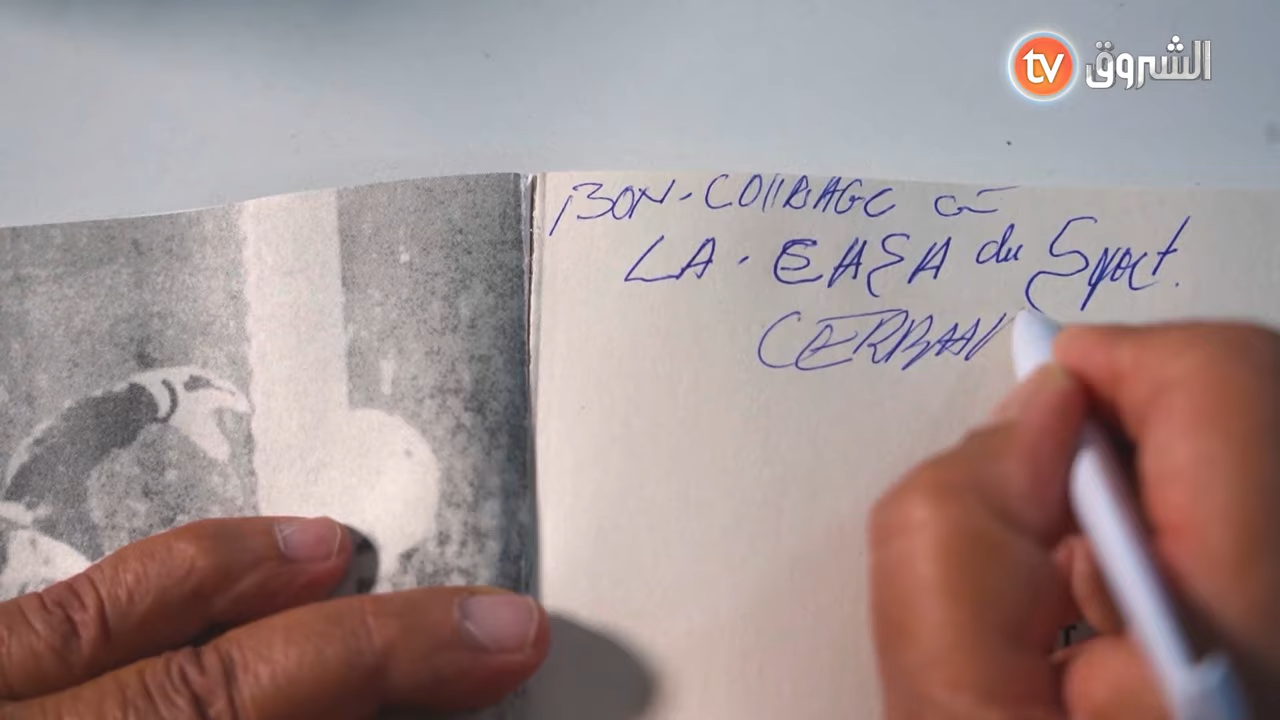 tv الشروق
BON-COURAGE à
LA. CASA du Sport.
CERBAH